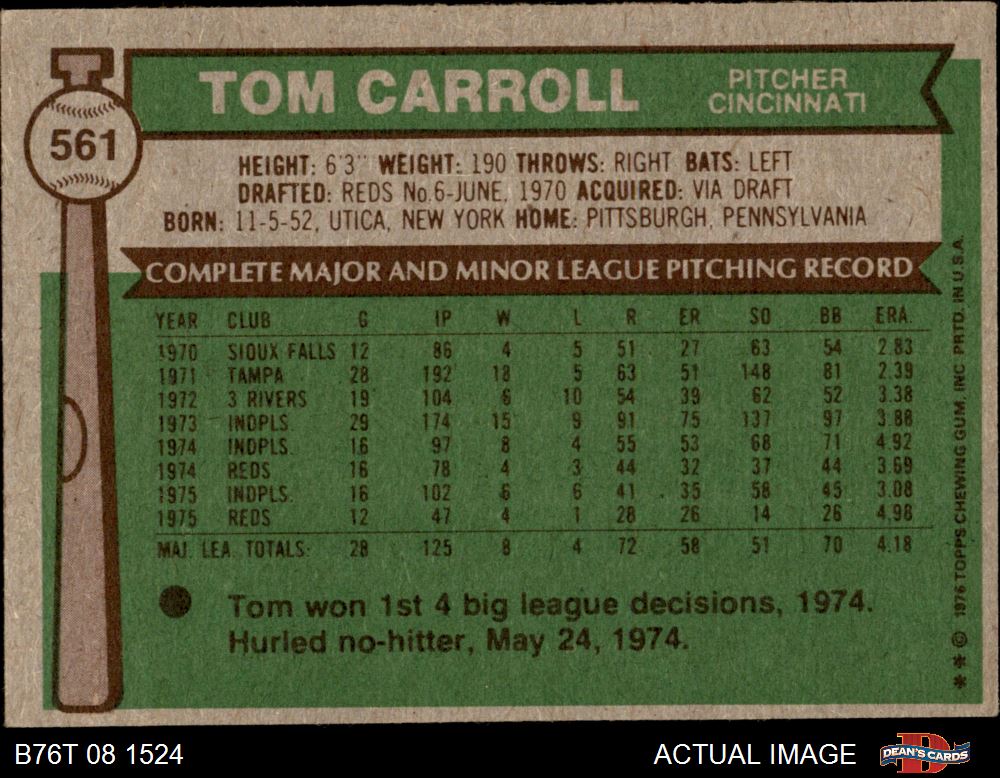 TOM CARROLL PITCHER
CINCINNATI
561
HEIGHT: 6'3" WEIGHT: 190 THROWS: RIGHT BATS: LEFT
DRAFTED: REDS No.6-JUNE, 1970 ACQUIRED: VIA DRAFT
BORN: 11-5-52, UTICA, NEW YORK HOME: PITTSBURGH, PENNSYLVANIA
COMPLETE MAJOR AND MINOR LEAGUE PITCHING RECORD
YEAR CLUB G IP W L R ER SO BB ERA.
1970 SIOUX FALLS 12 86 4 5 51 27 63 54 2.83
1971 TAMPA 28 192 18 5 63 51 148 81 2.39
1972 3 RIVERS 19 104 6 10 54 39 62 52 3.38
1973 INDPLS. 29 174 15 9 91 75 137 97 3.88
1974 INDPLS. 16 97 8 4 55 53 68 71 4.92
1974 REDS 16 78 4 3 44 32 37 44 3.69
1975 INDPLS. 16 102 6 6 41 35 58 45 3.08
1975 REDS 12 47 4 1 28 26 14 26 4.98
MAJ. LEA. TOTALS: 28 125 8 4 72 58 51 70 4.18
Tom won 1st 4 big league decisions, 1974.
Hurled no-hitter, May 24, 1974.
* * © 1976 TOPPS CHEWING GUM, INC PRTD. IN U.S.A.
B76T 08 1524 ACTUAL IMAGE DEAN'S CARDS